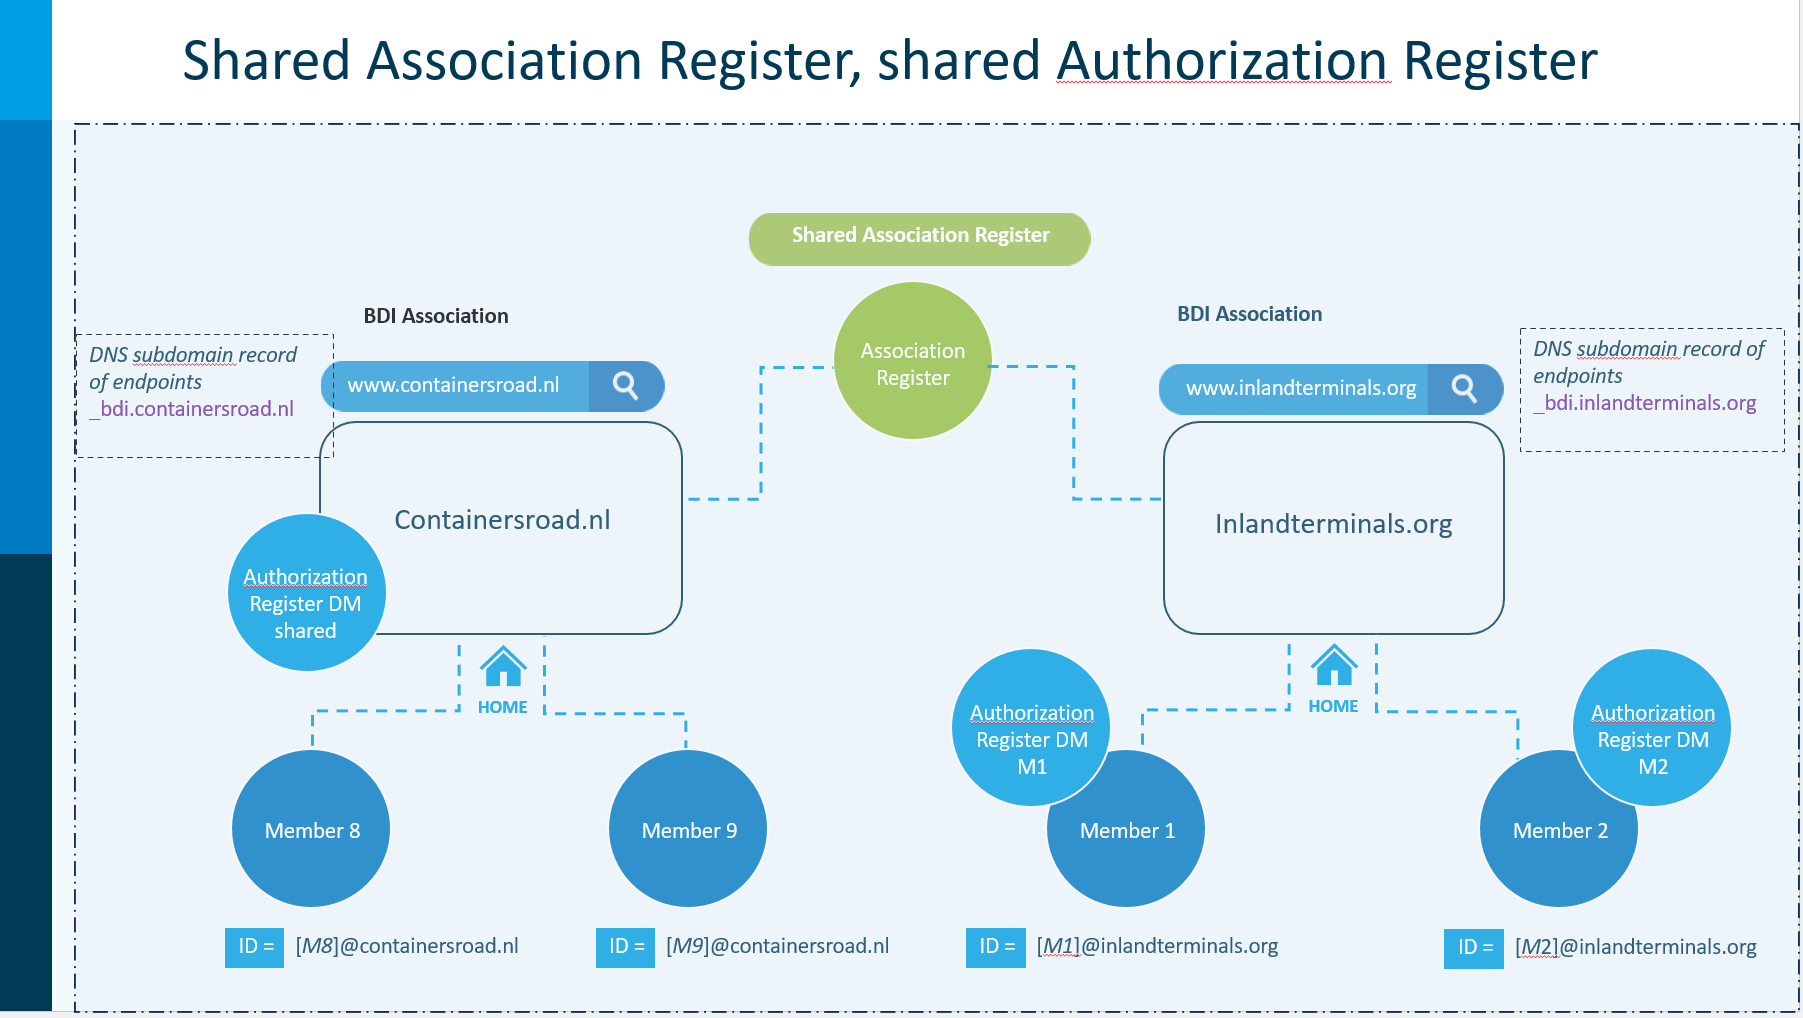 Shared Association Register, shared Authorization Register
Shared Association Register
Association
Register
BDI Association
DNS subdomain record
of endpoints
_bdi.containersroad.nl
www.containersroad.nl
Containersroad.nl
Authorization
Register DM
shared
HOME
Member 8
Member 9
ID =
[M8]@containersroad.nl
ID =
[M9]@containersroad.nl
BDI Association
www.inlandterminals.org
DNS subdomain record of
endpoints
_bdi.inlandterminals.org
Inlandterminals.org
HOME
Authorization
Register DM
M1
Authorization
Register DM
M2
Member 1
Member 2
ID =
[M1]@inlandterminals.org
ID =
[M2]@inlandterminals.org